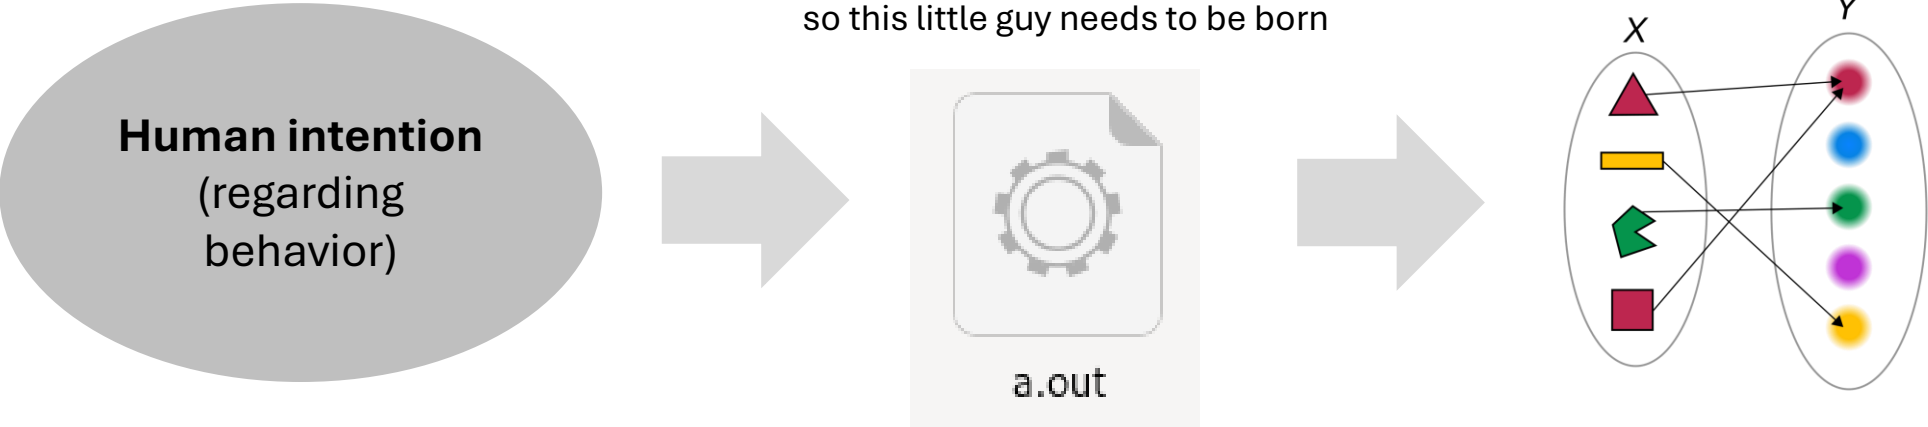 so this little guy needs to be born
Human intention
(regarding
behavior)
a.out
X
Y